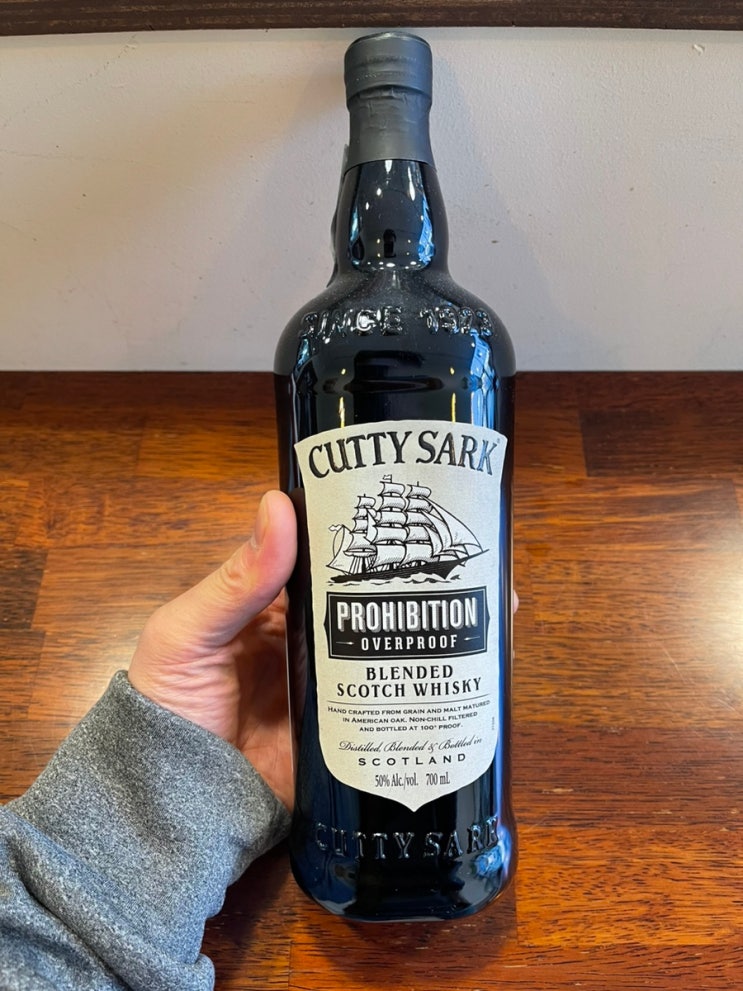 SINCE 1923
CUTTY SARK®
PROHIBITION
OVERPROOF
BLENDED
SCOTCH WHISKY
HAND CRAFTED FROM GRAIN AND MALT MATURED
IN AMERICAN OAK. NON-CHILL FILTERED
AND BOTTLED AT 100° PROOF.
Distilled, Blended & Bottled in
SCOTLAND
50% Alc./vol. 700 mL
CUTTY SARK